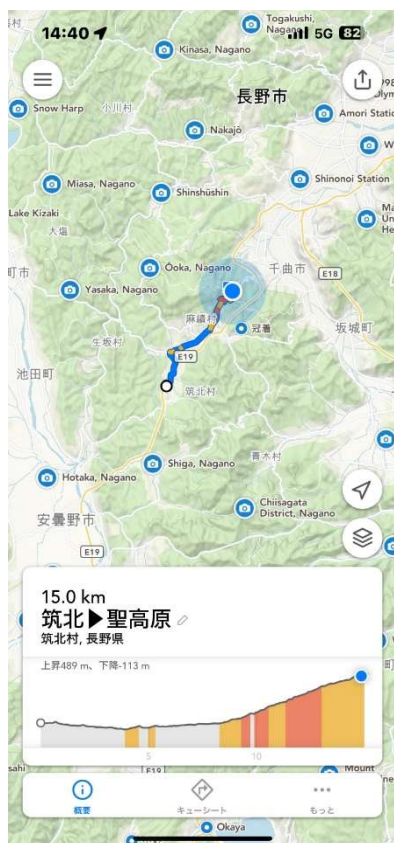 14:40
5G 82
Togakushi,
Nagano
Kinasa, Nagano
長野市
Snow Harp
小川村
Amori Stati
Nakajō
Miasa, Nagano
Shinshūshin
Shinonoi Station
Lake Kizaki
大塩
Ōoka, Nagano
千曲市
E18
町市
Yasaka, Nagano
麻績村
冠着
坂城町
生坂村
E19
池田町
筑北村
青木村
Shiga, Nagano
Hotaka, Nagano
Chiisagata
District, Nagano
安曇野市
E19
15.0 km
筑北▶聖高原
筑北村, 長野県
上昇489 m、下降-113 m
5
10
E19
Mount
概要
キューシート
もっと
Okaya